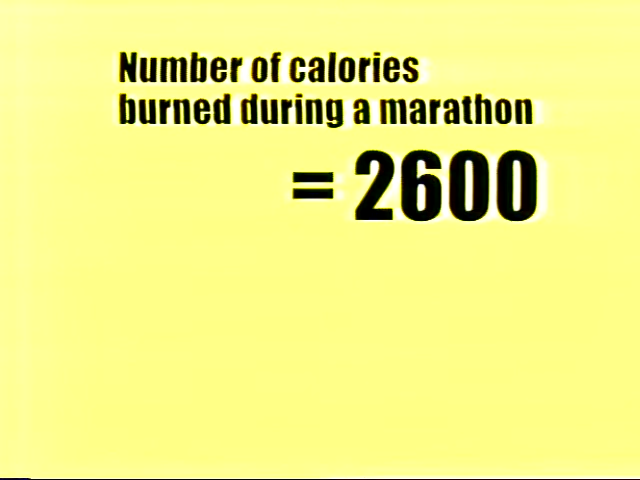 Number of calories
burned during a marathon
= 2600